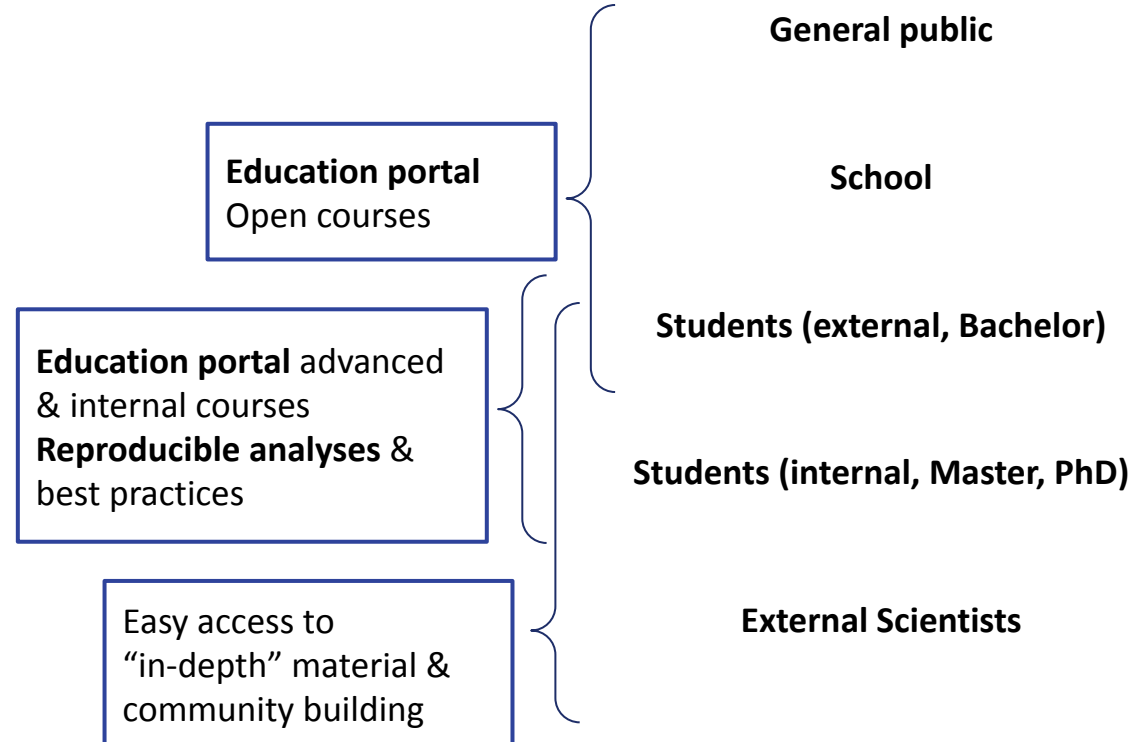 General public
Education portal
Open courses
School
Students (external, Bachelor)
Education portal advanced
& internal courses
Reproducible analyses &
best practices
Students (internal, Master, PhD)
Easy access to
“in-depth” material &
community building
External Scientists